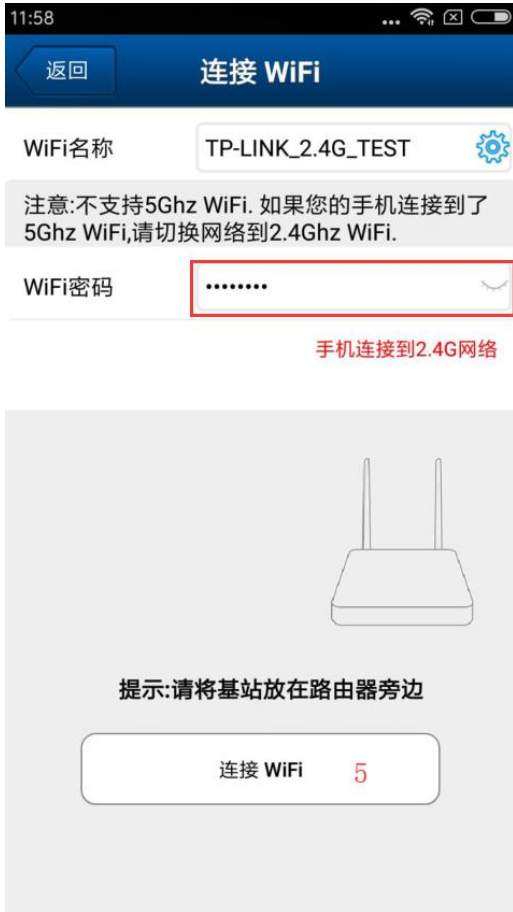 11:58
返回
连接 WiFi
WiFi名称
TP-LINK_2.4G_TEST
注意:不支持5Ghz WiFi. 如果您的手机连接到了
5Ghz WiFi,请切换网络到2.4Ghz WiFi.
WiFi密码
••••••••
手机连接到2.4G网络
提示:请将基站放在路由器旁边
连接 WiFi 5